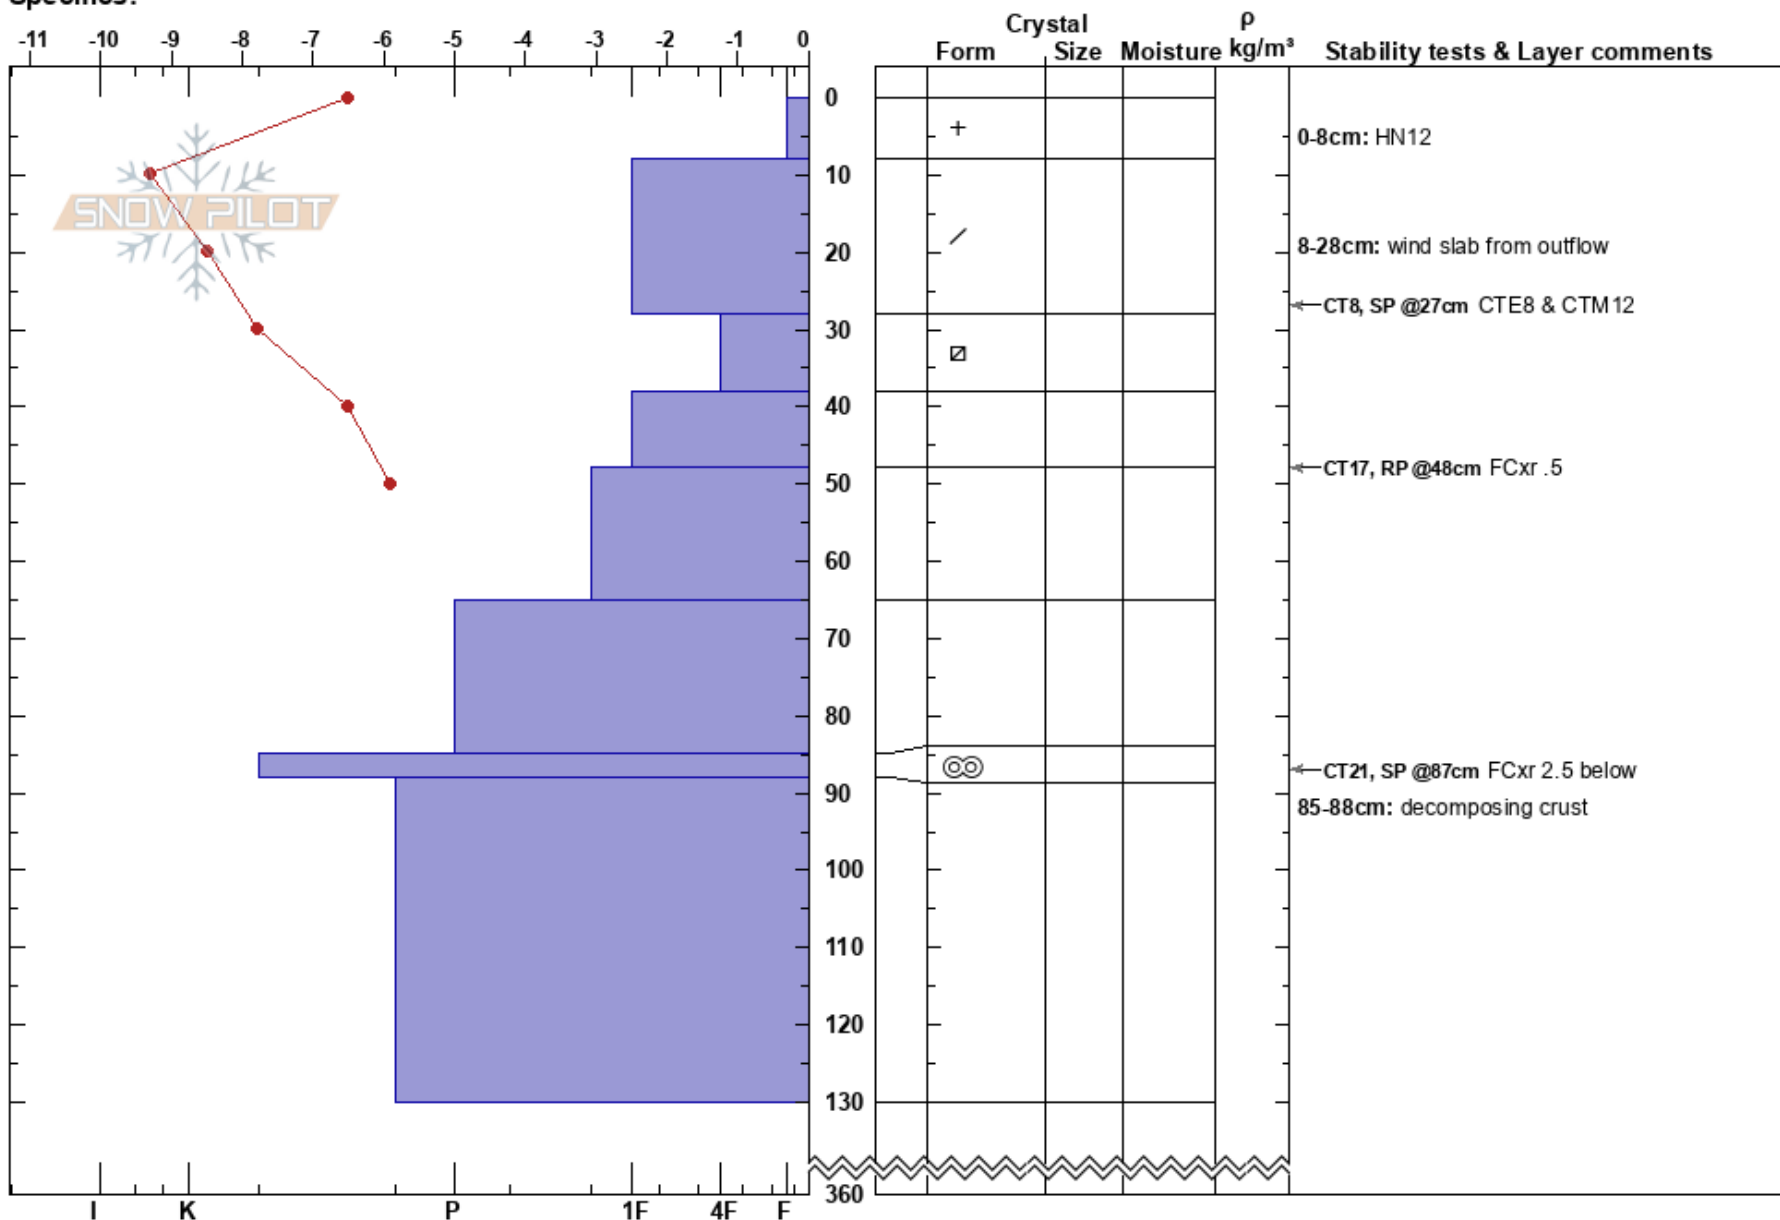 -11 -10 -9 -8 -7 -6 -5 -4 -3 -2 -1 0
Crystal
Form Size Moisture ρ kg/m³ Stability tests & Layer comments
0
0-8cm: HN12
10
SNOW PILOT
8-28cm: wind slab from outflow
20
CT8, SP @27cm CTE8 & CTM12
30
40
CT17, RP @48cm FCxr .5
50
60
70
80
CT21, SP @87cm FCxr 2.5 below
90
85-88cm: decomposing crust
100
110
120
130
360
I K P 1F 4F F